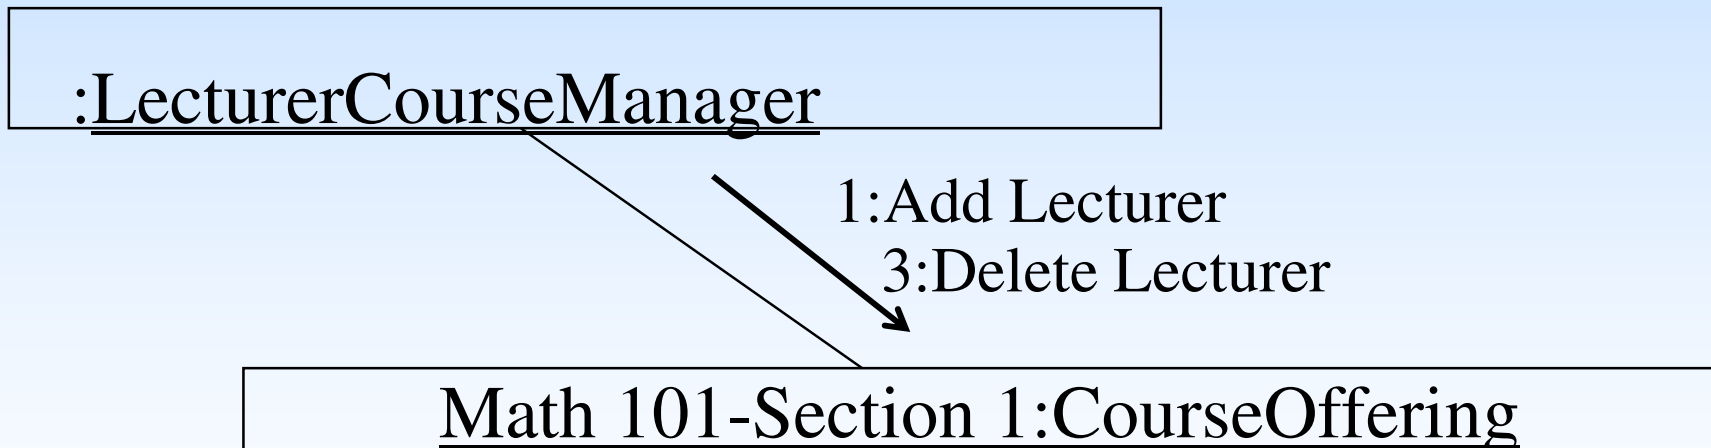 :LecturerCourseManager
1:Add Lecturer
3:Delete Lecturer
Math 101-Section 1:CourseOffering